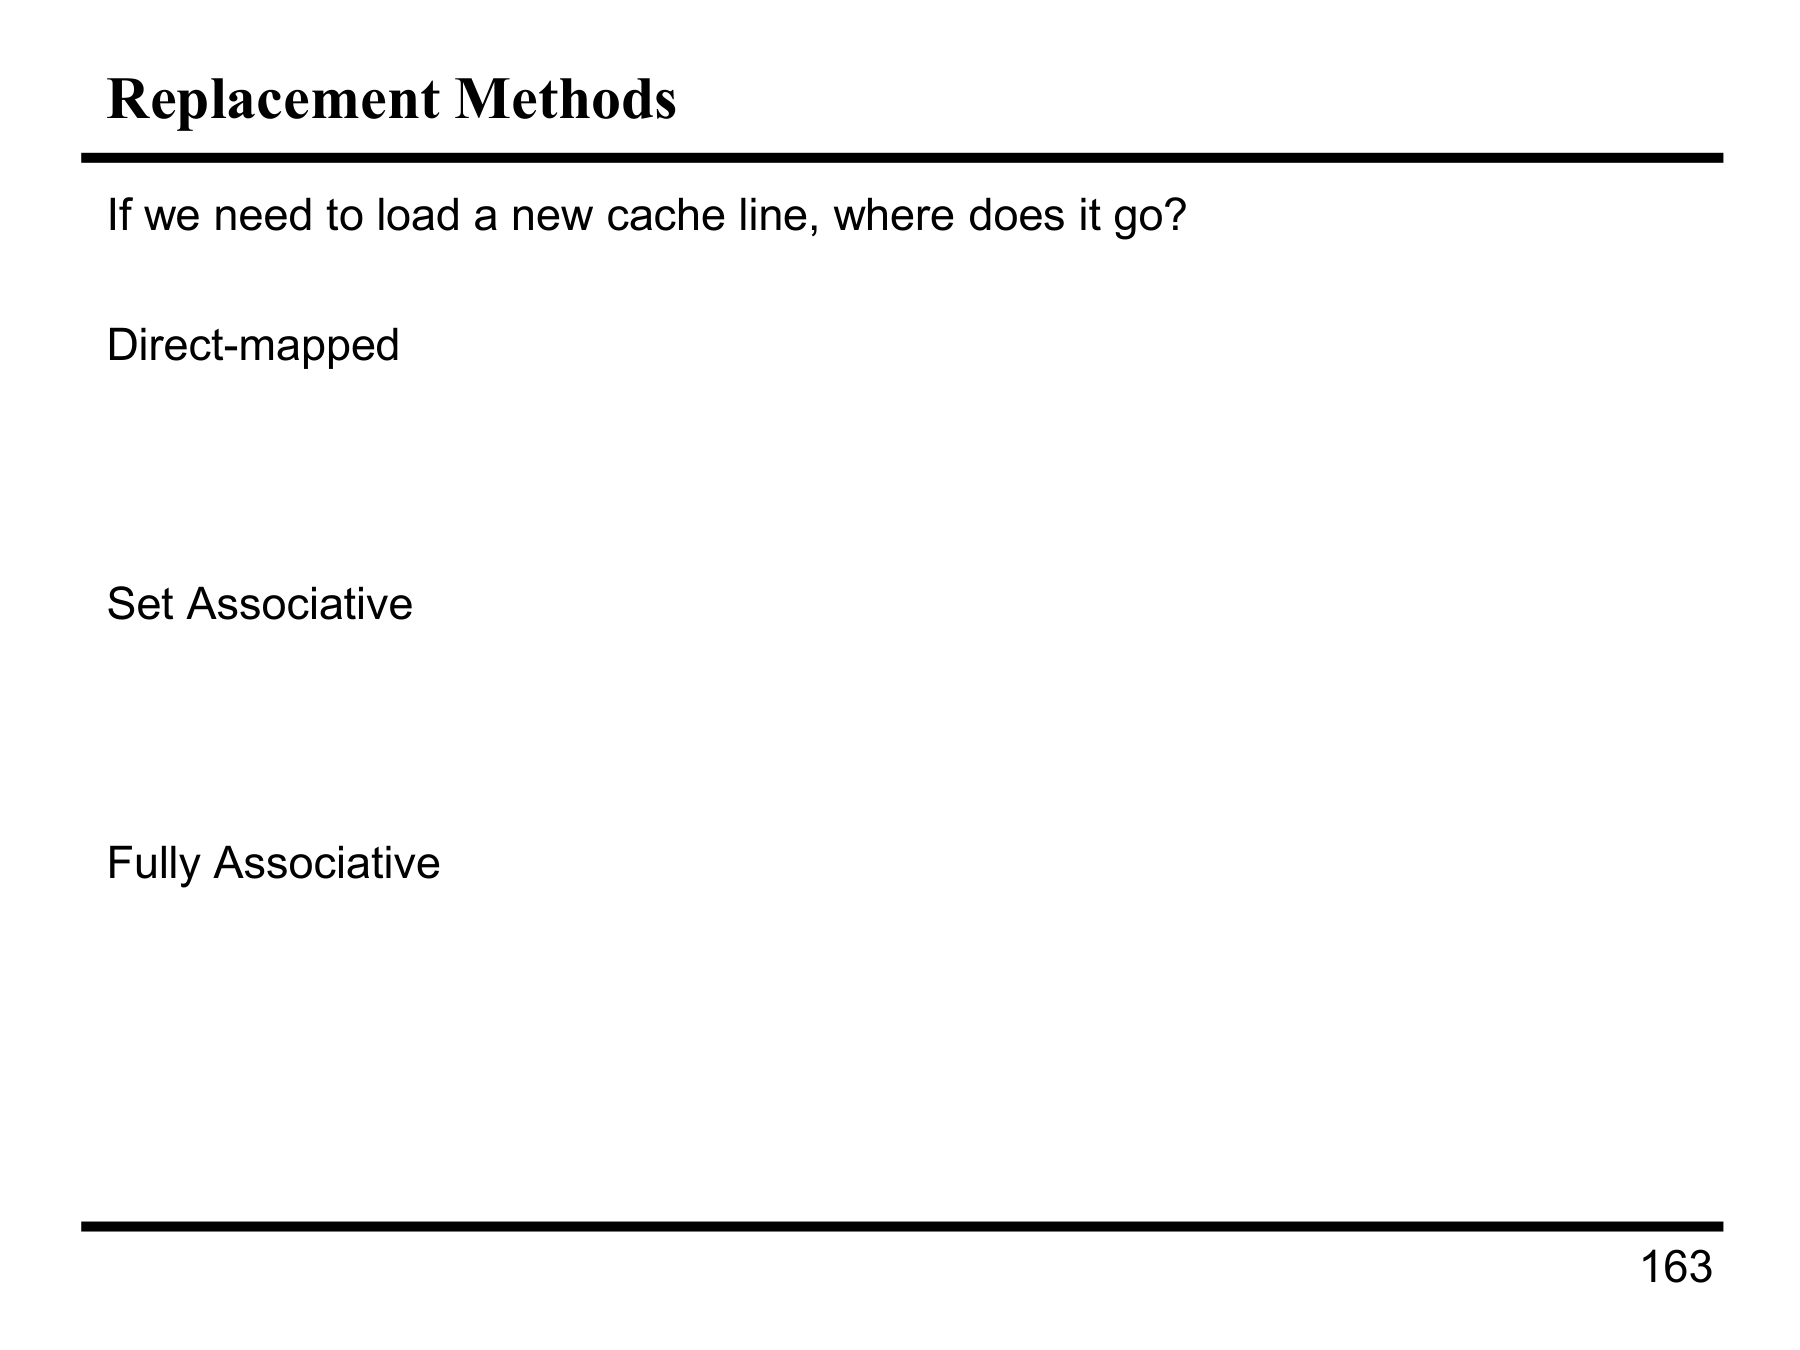 Replacement Methods
If we need to load a new cache line, where does it go?
Direct-mapped
Set Associative
Fully Associative
163